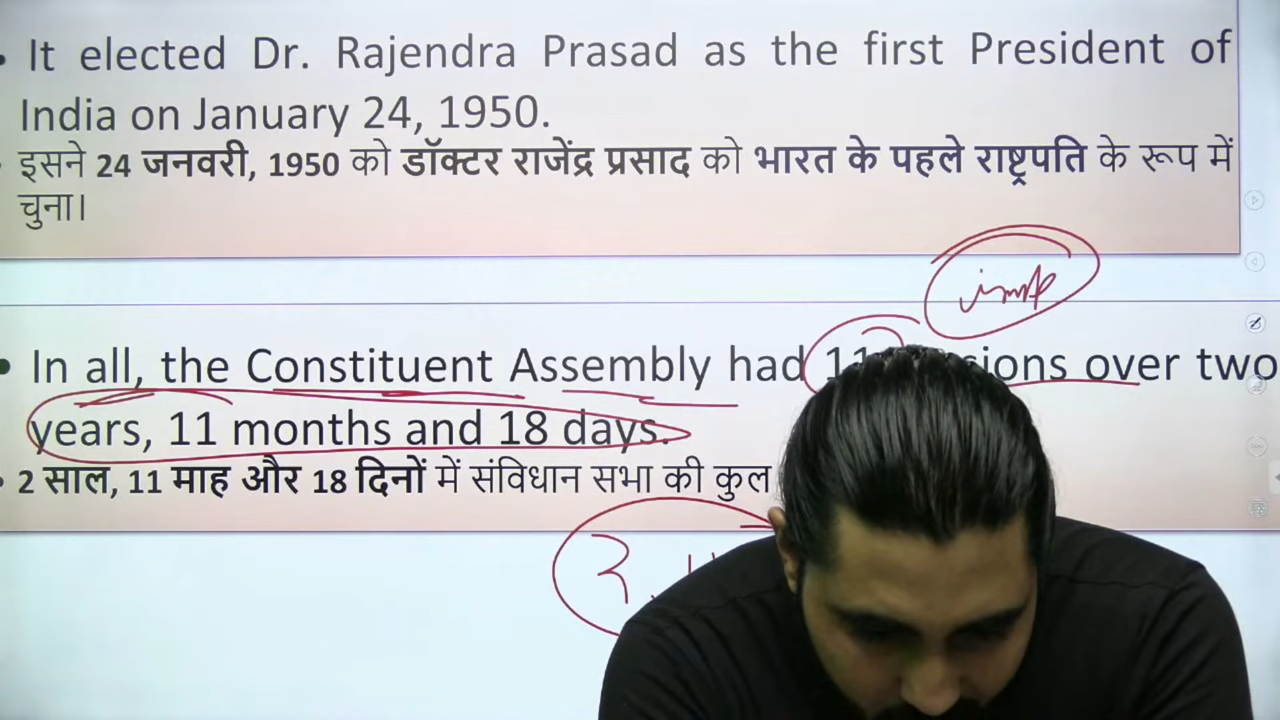 • It elected Dr. Rajendra Prasad as the first President of
India on January 24, 1950.
इसने 24 जनवरी, 1950 को डॉक्टर राजेंद्र प्रसाद को भारत के पहले राष्ट्रपति के रूप में
चुना।
imp
• In all, the Constituent Assembly had 11 over two
years, 11 months and 18 days.
• 2 साल, 11 माह और 18 दिनों में संविधान सभा की कुल
2